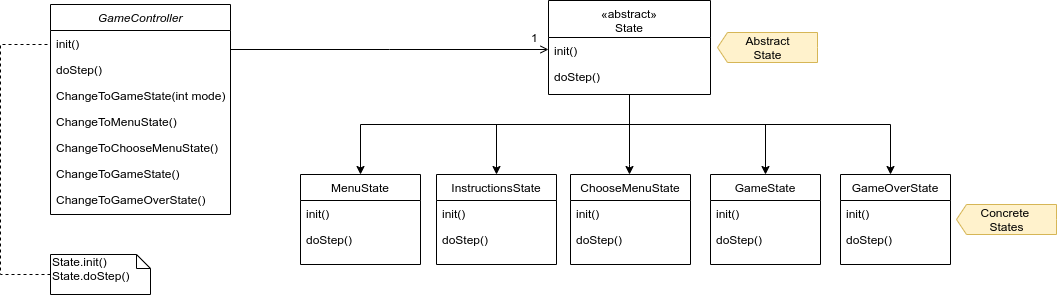 GameController
init()
doStep()
ChangeToGameState(int mode)
ChangeToMenuState()
ChangeToChooseMenuState()
ChangeToGameState()
ChangeToGameOverState()
State.init()
State.doStep()
1
«abstract»
State
init()
doStep()
Abstract
State
MenuState
init()
doStep()
InstructionsState
init()
doStep()
ChooseMenuState
init()
doStep()
GameState
init()
doStep()
GameOverState
init()
doStep()
Concrete
States